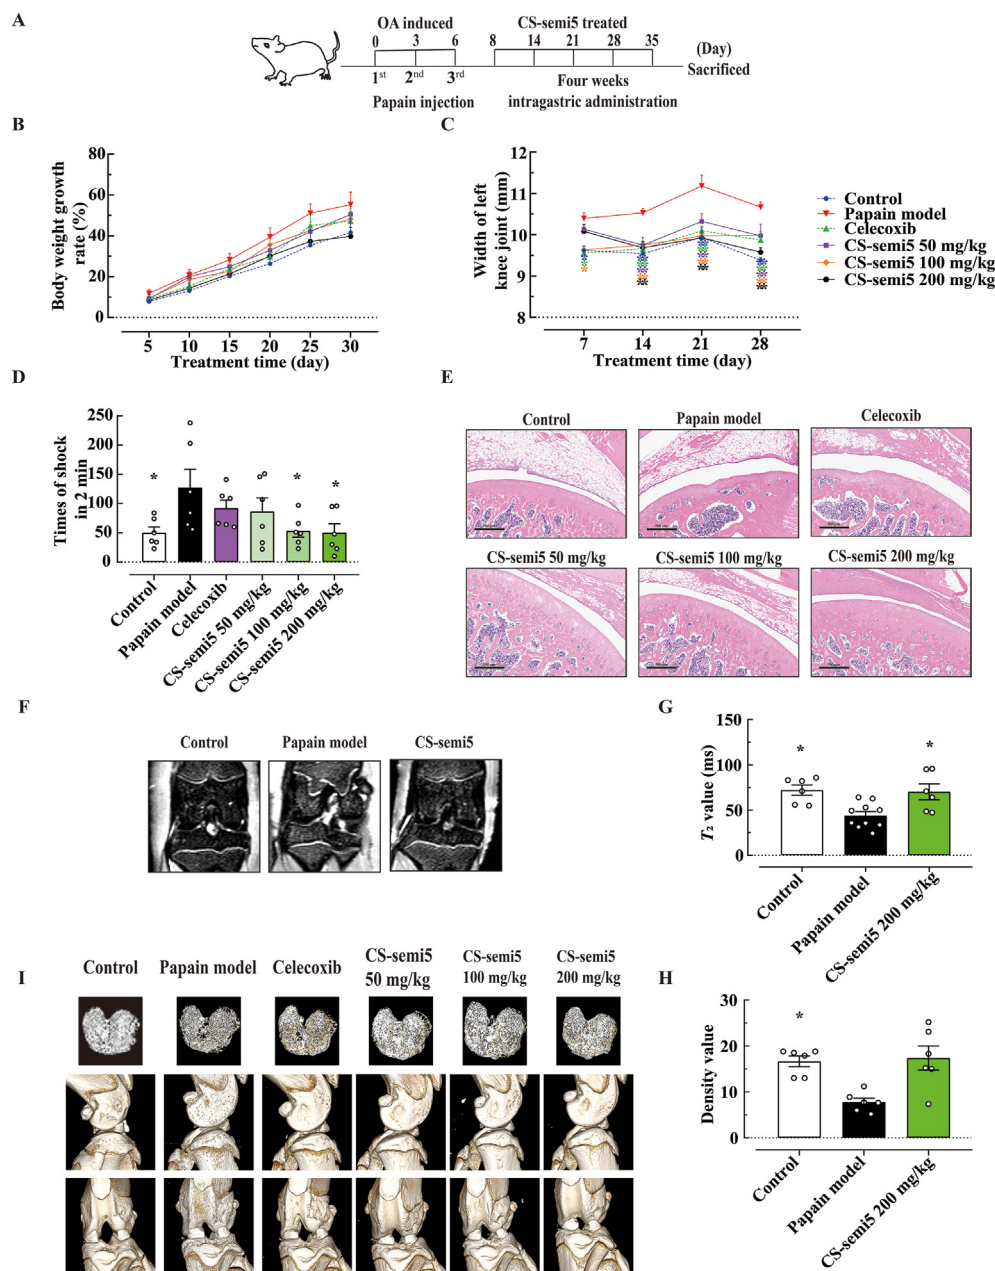 A
OA induced
CS-semi5 treated
0 3 6 8 14 21 28 35 (Day)
1st 2nd 3rd
Sacrificed
Papain injection
Four weeks
intragastric administration
B
Body weight growth
rate (%)
80
60
40
20
0
5 10 15 20 25 30
Treatment time (day)
C
Width of left
knee joint (mm)
12
11
10
9
8
7 14 21 28
Treatment time (day)
Control
Papain model
Celecoxib
CS-semi5 50 mg/kg
CS-semi5 100 mg/kg
CS-semi5 200 mg/kg
D
Times of shock
in 2 min
250
200
150
100
50
0
* * *
Control
Papain model
Celecoxib
CS-semi5 50 mg/kg
CS-semi5 100 mg/kg
CS-semi5 200 mg/kg
E
Control Papain model Celecoxib
CS-semi5 50 mg/kg CS-semi5 100 mg/kg CS-semi5 200 mg/kg
F
Control Papain model CS-semi5
G
T₂ value (ms)
150
100
50
0
* *
Control
Papain model
CS-semi5 200 mg/kg
I
Control Papain model Celecoxib
CS-semi5
50 mg/kg
CS-semi5
100 mg/kg
CS-semi5
200 mg/kg
H
Density value
30
20
10
0
*
Control
Papain model
CS-semi5 200 mg/kg